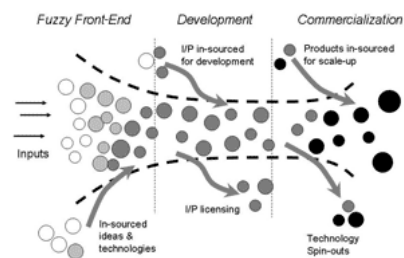 Fuzzy Front-End
Development
Commercialization
I/P in-sourced
for development
Products in-sourced
for scale-up
Inputs
In-sourced
ideas &
technologies
I/P licensing
Technology
Spin-outs